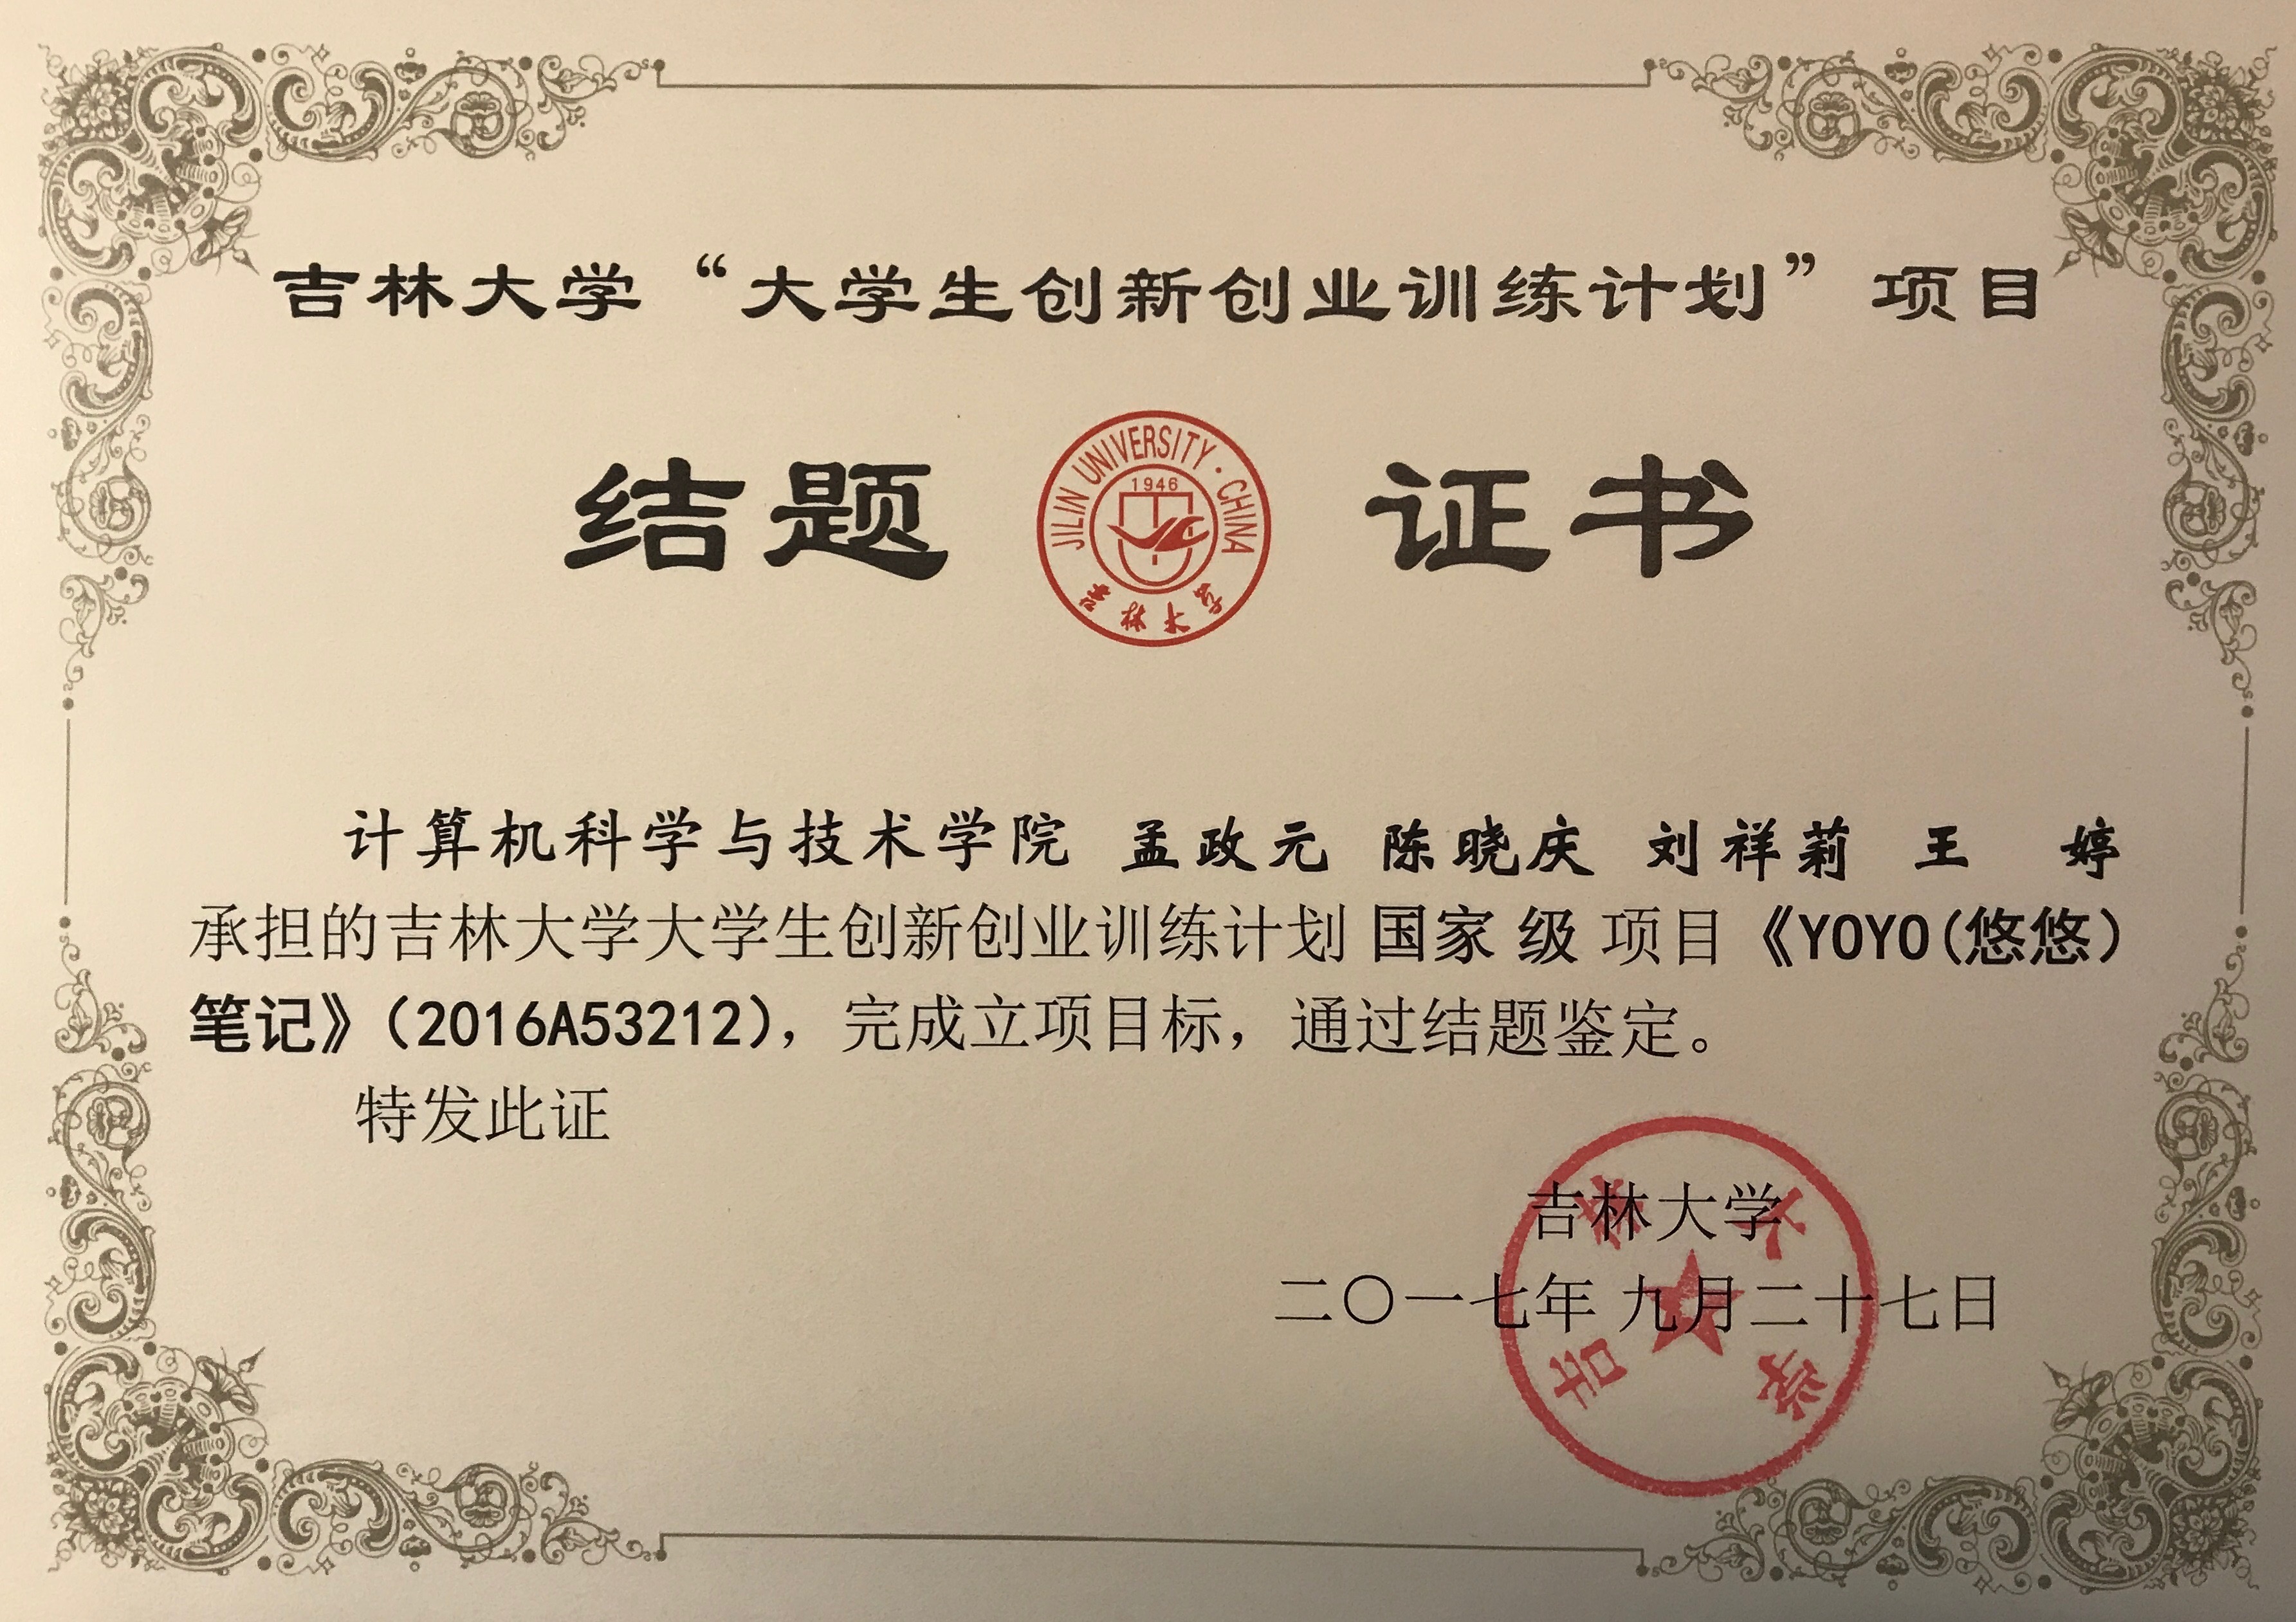 吉林大学“大学生创新创业训练计划”项目
结题 证书
JILIN UNIVERSITY·CHINA
1946
吉林大学
计算机科学与技术学院 孟政元 陈晓庆 刘祥莉 王 婷
承担的吉林大学大学生创新创业训练计划 国家 级 项目《YOYO(悠悠)
笔记》(2016A53212),完成立项目标,通过结题鉴定。
特发此证
吉林大学
二〇一七年 九月二十七日
吉林大学